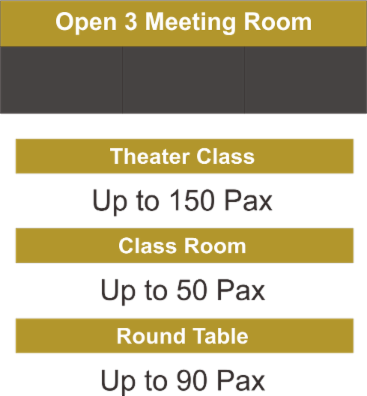 Open 3 Meeting Room
Theater Class
Up to 150 Pax
Class Room
Up to 50 Pax
Round Table
Up to 90 Pax